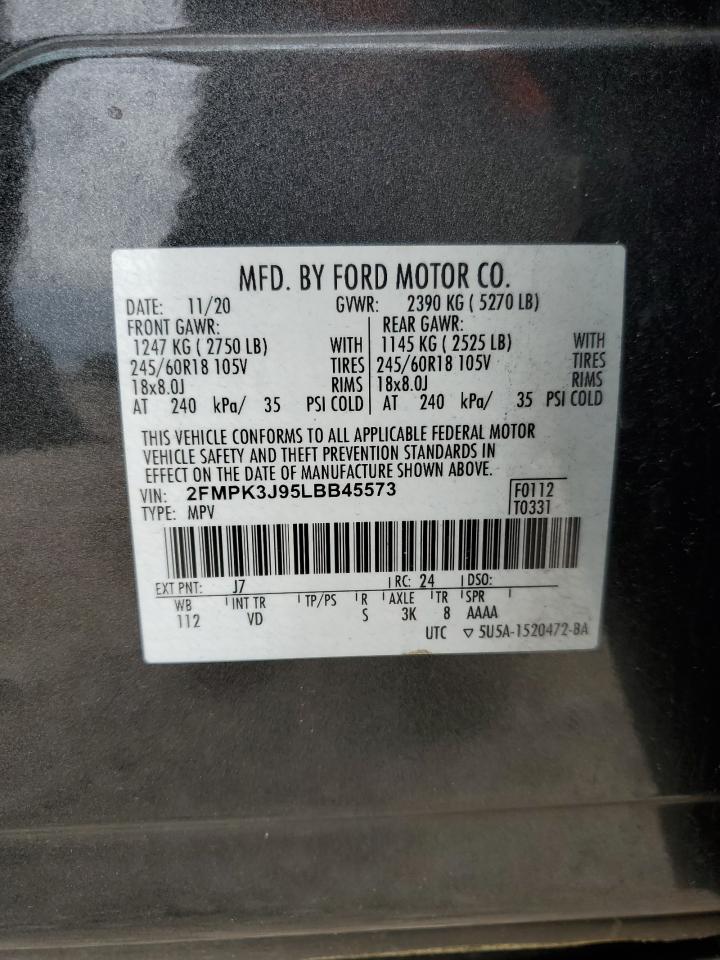 MFD. BY FORD MOTOR CO.
DATE: 11/20 GVWR: 2390 KG ( 5270 LB)
FRONT GAWR: REAR GAWR:
1247 KG ( 2750 LB) WITH 1145 KG ( 2525 LB) WITH
245/60R18 105V TIRES 245/60R18 105V TIRES
18x8.0J RIMS 18x8.0J RIMS
AT 240 kPa/ 35 PSI COLD AT 240 kPa/ 35 PSI COLD
THIS VEHICLE CONFORMS TO ALL APPLICABLE FEDERAL MOTOR
VEHICLE SAFETY AND THEFT PREVENTION STANDARDS IN
EFFECT ON THE DATE OF MANUFACTURE SHOWN ABOVE.
VIN: 2FMPK3J95LBB45573 F0112
TYPE: MPV T0331
EXT PNT: J7 RC: 24 DSO:
WB INT TR TP/PS R AXLE TR SPR
112 VD S 3K 8 AAAA
UTC ▽ 5U5A-1520472-BA